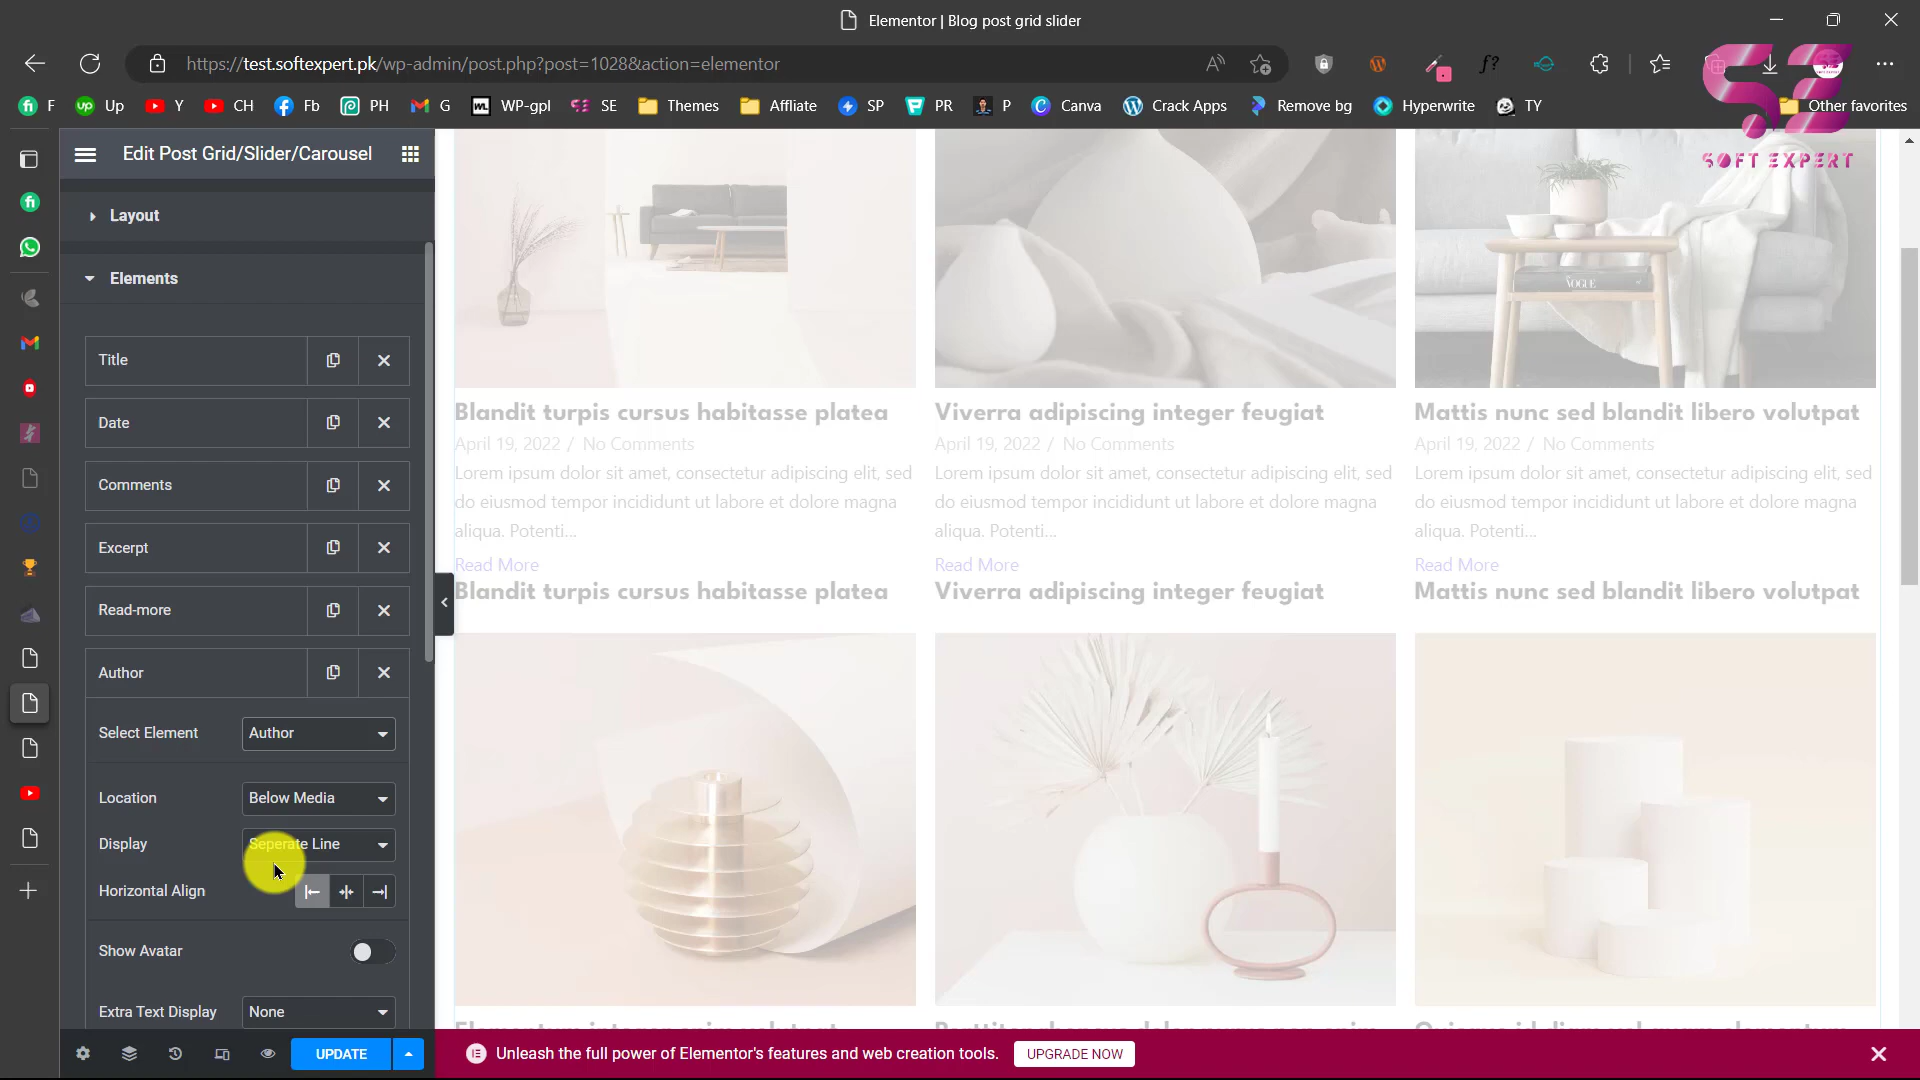 Elementor | Blog post grid slider
https://test.softexpert.pk/wp-admin/post.php?post=1028&action=elementor
F Up Y CH Fb PH G WP-gpl SE Themes Affliate SP PR P Canva Crack Apps Remove bg Hyperwrite TY Other favorites
SOFT EXPERT
Edit Post Grid/Slider/Carousel
Layout
Elements
Title
Date
Comments
Excerpt
Read-more
Author
Select Element Author
Location Below Media
Display Seperate Line
Horizontal Align
Show Avatar
Extra Text Display None
UPDATE
VOGUE
Blandit turpis cursus habitasse platea
April 19, 2022 / No Comments
Lorem ipsum dolor sit amet, consectetur adipiscing elit, sed
do eiusmod tempor incididunt ut labore et dolore magna
aliqua. Potenti...
Read More
Blandit turpis cursus habitasse platea
Viverra adipiscing integer feugiat
April 19, 2022 / No Comments
Lorem ipsum dolor sit amet, consectetur adipiscing elit, sed
do eiusmod tempor incididunt ut labore et dolore magna
aliqua. Potenti...
Read More
Viverra adipiscing integer feugiat
Mattis nunc sed blandit libero volutpat
April 19, 2022 / No Comments
Lorem ipsum dolor sit amet, consectetur adipiscing elit, sed
do eiusmod tempor incididunt ut labore et dolore magna
aliqua. Potenti...
Read More
Mattis nunc sed blandit libero volutpat
Unleash the full power of Elementor's features and web creation tools. UPGRADE NOW